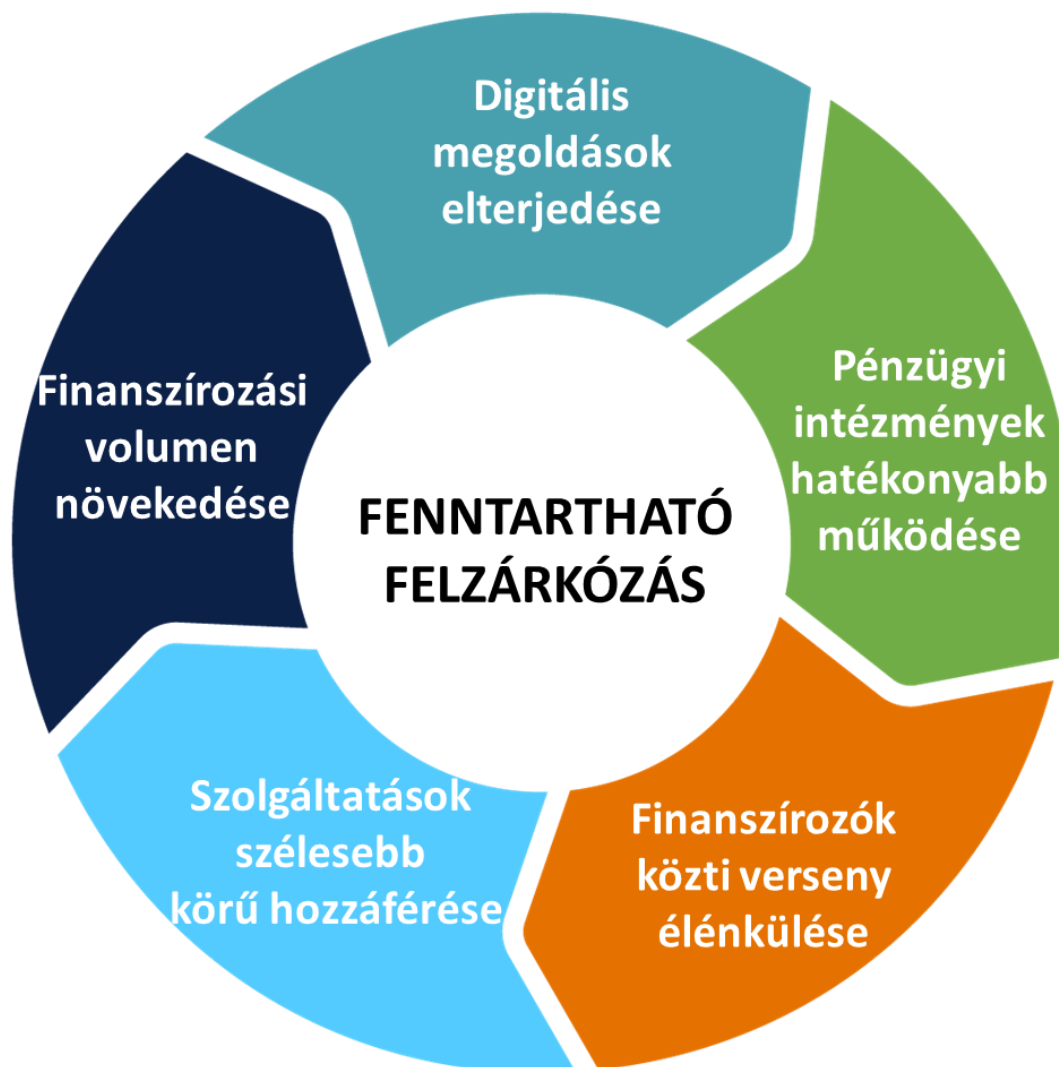 Digitális
megoldások
elterjedése
Pénzügyi
intézmények
hatékonyabb
működése
Finanszírozók
közti verseny
élénkülése
Szolgáltatások
szélesebb
körű hozzáférése
Finanszírozási
volumen
növekedése
FENNTARTHATÓ
FELZÁRKÓZÁS